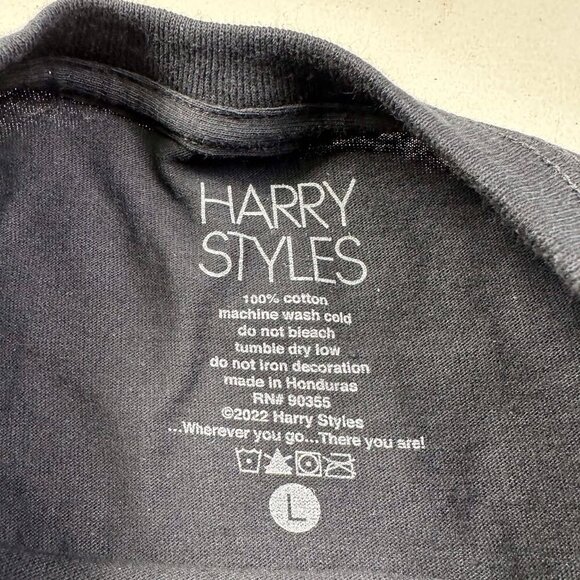 HARRY
STYLES
100% cotton
machine wash cold
do not bleach
tumble dry low
do not iron decoration
made in Honduras
RN# 90355
©2022 Harry Styles
...Wherever you go...There you are!
L